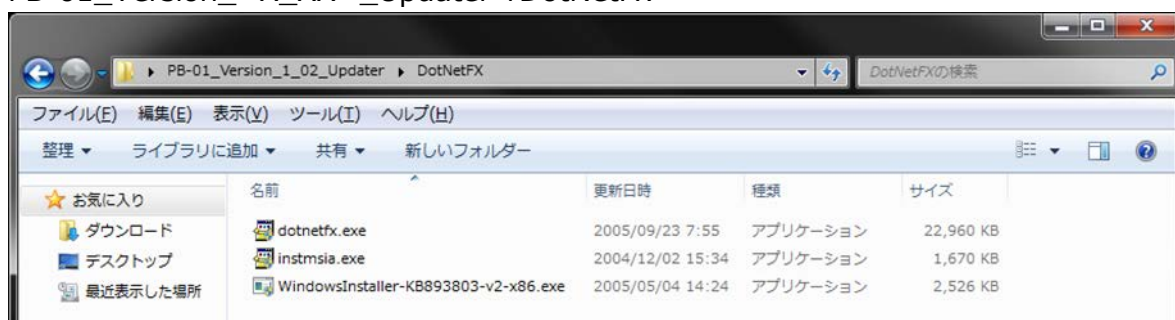 PB-01_Version_1_02_Updater ▸ DotNetFX
DotNetFXの検索
ファイル(F) 編集(E) 表示(V) ツール(T) ヘルプ(H)
整理 ライブラリに追加 共有 新しいフォルダー
お気に入り
ダウンロード
デスクトップ
最近表示した場所
名前 更新日時 種類 サイズ
dotnetfx.exe 2005/09/23 7:55 アプリケーション 22,960 KB
instmsia.exe 2004/12/02 15:34 アプリケーション 1,670 KB
WindowsInstaller-KB893803-v2-x86.exe 2005/05/04 14:24 アプリケーション 2,526 KB